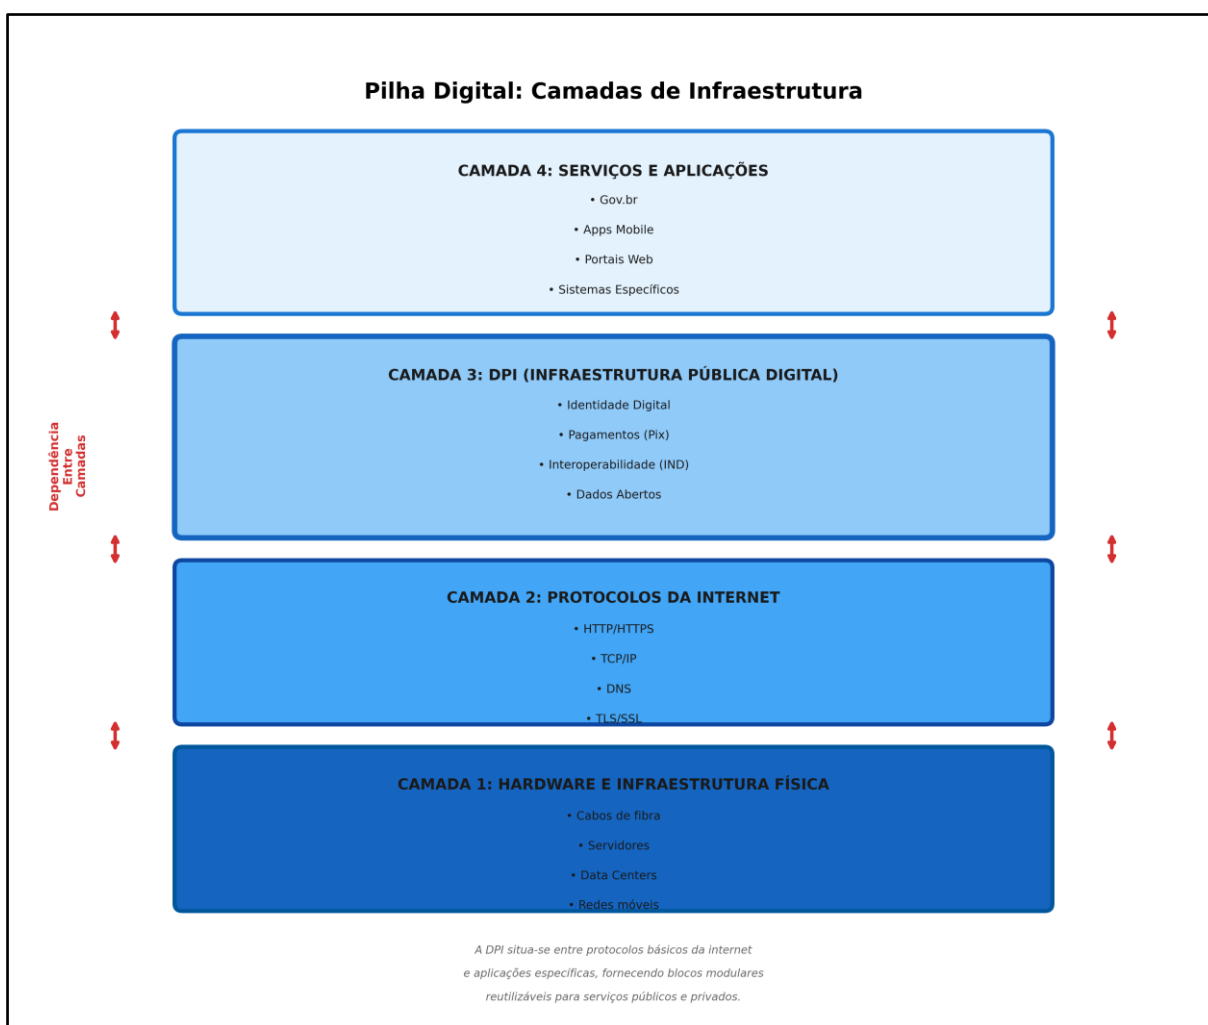 Pilha Digital: Camadas de Infraestrutura
CAMADA 4: SERVIÇOS E APLICAÇÕES
• Gov.br
• Apps Mobile
• Portais Web
• Sistemas Específicos
CAMADA 3: DPI (INFRAESTRUTURA PÚBLICA DIGITAL)
• Identidade Digital
• Pagamentos (Pix)
• Interoperabilidade (IND)
• Dados Abertos
Dependência
Entre
Camadas
CAMADA 2: PROTOCOLOS DA INTERNET
• HTTP/HTTPS
• TCP/IP
• DNS
• TLS/SSL
CAMADA 1: HARDWARE E INFRAESTRUTURA FÍSICA
• Cabos de fibra
• Servidores
• Data Centers
• Redes móveis
A DPI situa-se entre protocolos básicos da internet
e aplicações específicas, fornecendo blocos modulares
reutilizáveis para serviços públicos e privados.